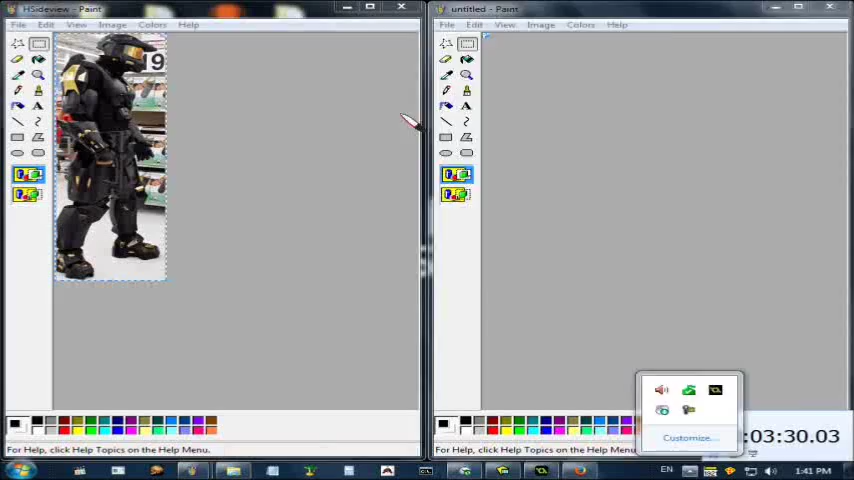 HSideview - Paint
File Edit View Image Colors Help
19
A
For Help, click Help Topics on the Help Menu.
untitled - Paint
File Edit View Image Colors Help
A
For Help, click Help Topics on the Help Menu.
Customize...
:03:30.03
EN
1:41 PM